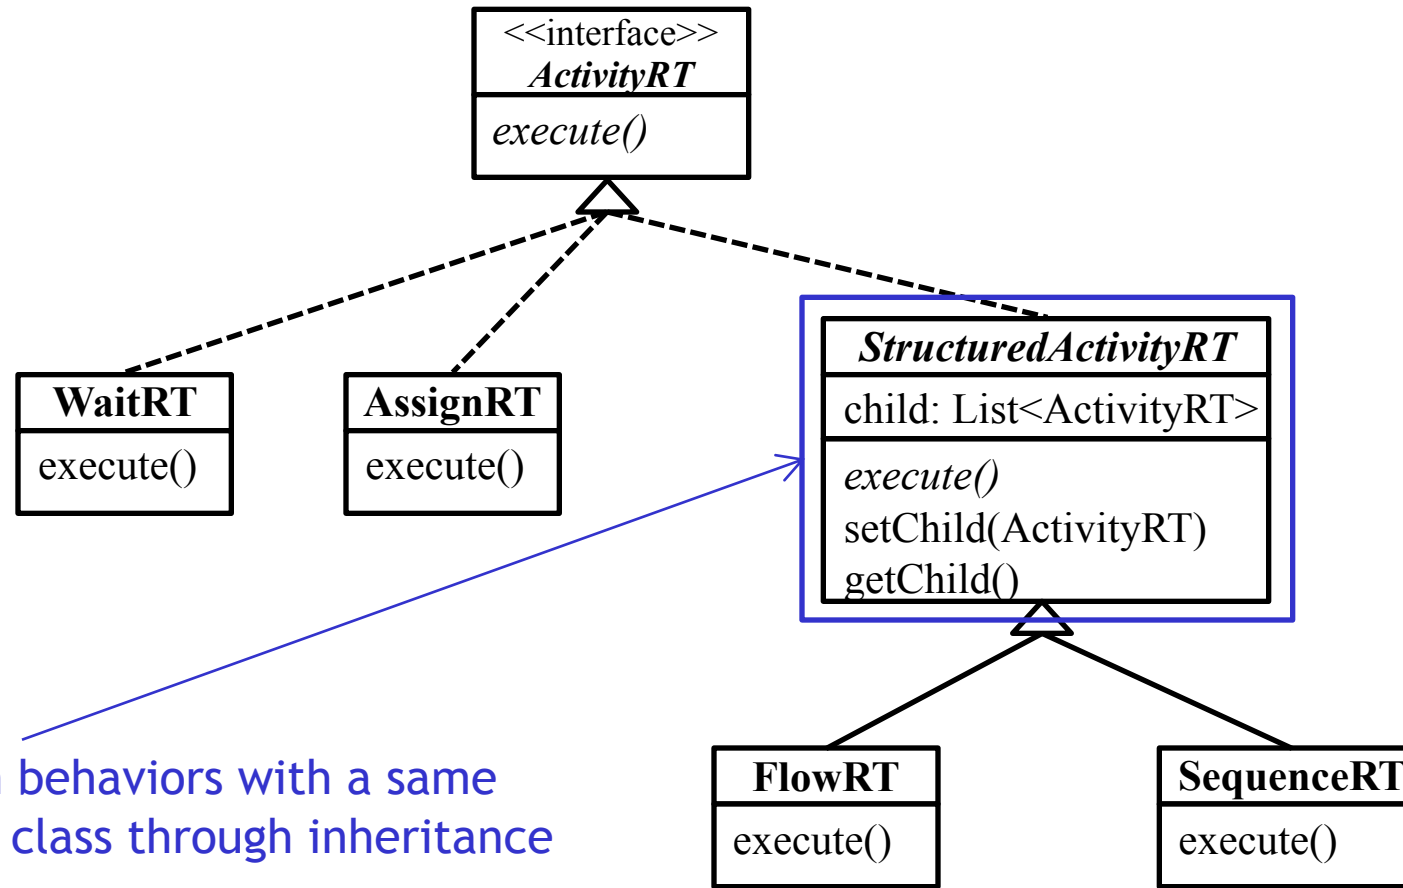 <<interface>>
ActivityRT
execute()
StructuredActivityRT
child: List<ActivityRT>
execute()
setChild(ActivityRT)
getChild()
WaitRT
execute()
AssignRT
execute()
behaviors with a same
class through inheritance
FlowRT
execute()
SequenceRT
execute()